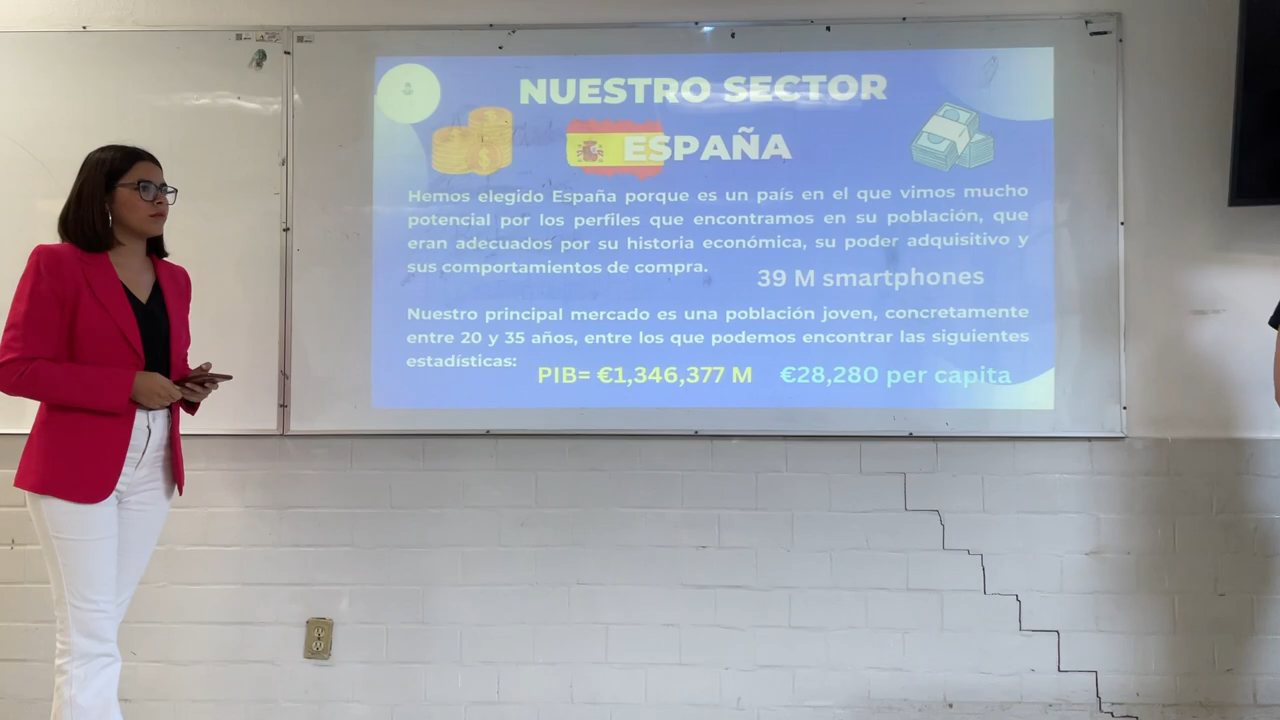 NUESTRO SECTOR
ESPAÑA
Hemos elegido España porque es un país en el que vimos mucho
potencial por los perfiles que encontramos en su población, que
eran adecuados por su historia económica, su poder adquisitivo y
sus comportamientos de compra.
39 M smartphones
Nuestro principal mercado es una población joven, concretamente
entre 20 y 35 años, entre los que podemos encontrar las siguientes
estadísticas:
PIB= €1,346,377 M €28,280 per capita